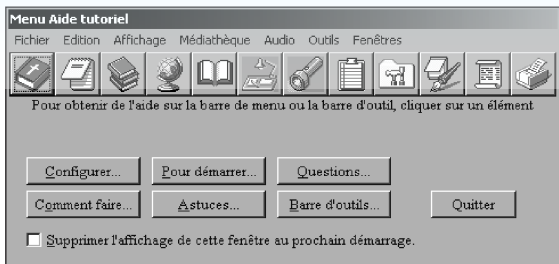 Menu Aide tutoriel
Fichier Edition Affichage Médiathèque Audio Outils Fenêtres
Pour obtenir de l'aide sur la barre de menu ou la barre d'outil, cliquer sur un élément
Configurer... Pour démarrer... Questions...
Comment faire... Astuces... Barre d'outils... Quitter
Supprimer l'affichage de cette fenêtre au prochain démarrage.